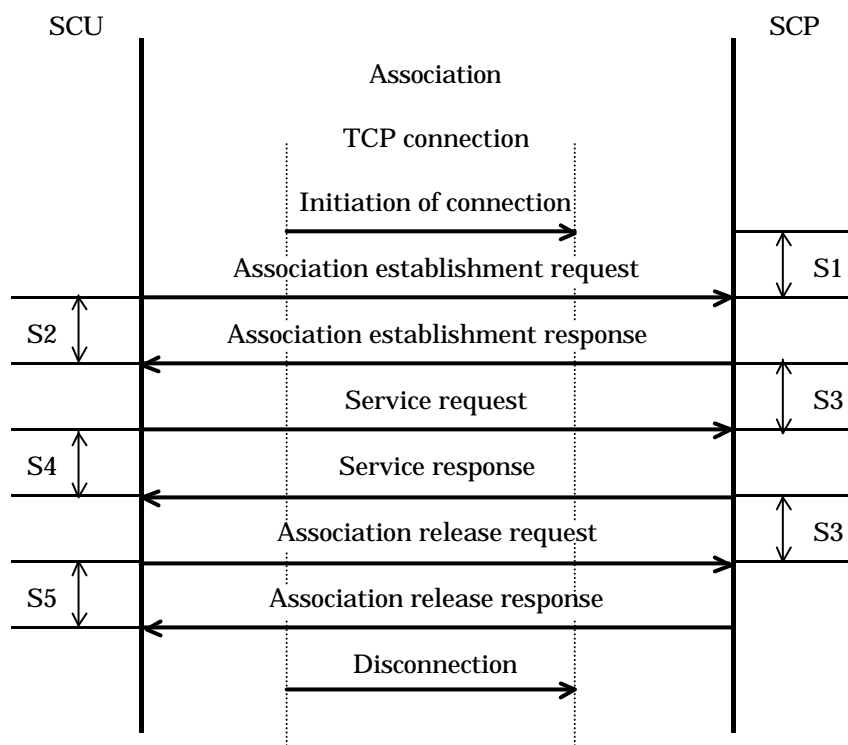 SCU
SCP
Association
TCP connection
Initiation of connection
Association establishment request
S1
S2
Association establishment response
Service request
S3
S4
Service response
Association release request
S3
S5
Association release response
Disconnection